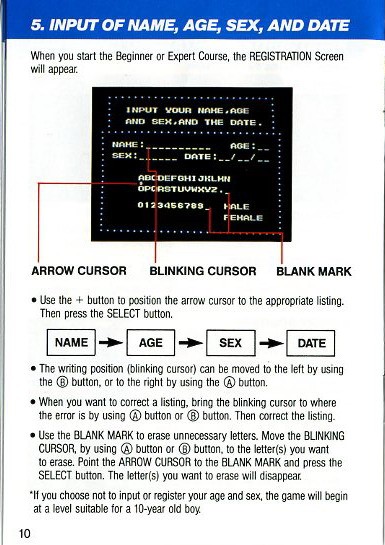 5. INPUT OF NAME, AGE, SEX, AND DATE
When you start the Beginner or Expert Course, the REGISTRATION Screen
will appear.
INPUT YOUR NAME,AGE
AND SEX,AND THE DATE.
NAME:__________ AGE:__
SEX:______ DATE:__/__/__
ABCDEFGHIJKLMN
OPQRSTUVWXYZ._
0123456789_ MALE
FEMALE
ARROW CURSOR BLINKING CURSOR BLANK MARK
• Use the + button to position the arrow cursor to the appropriate listing.
Then press the SELECT button.
NAME → AGE → SEX → DATE
• The writing position (blinking cursor) can be moved to the left by using
the Ⓑ button, or to the right by using the Ⓐ button.
• When you want to correct a listing, bring the blinking cursor to where
the error is by using Ⓐ button or Ⓑ button. Then correct the listing.
• Use the BLANK MARK to erase unnecessary letters. Move the BLINKING
CURSOR, by using Ⓐ button or Ⓑ button, to the letter(s) you want
to erase. Point the ARROW CURSOR to the BLANK MARK and press the
SELECT button. The letter(s) you want to erase will disappear.
*If you choose not to input or register your age and sex, the game will begin
at a level suitable for a 10-year old boy.
10